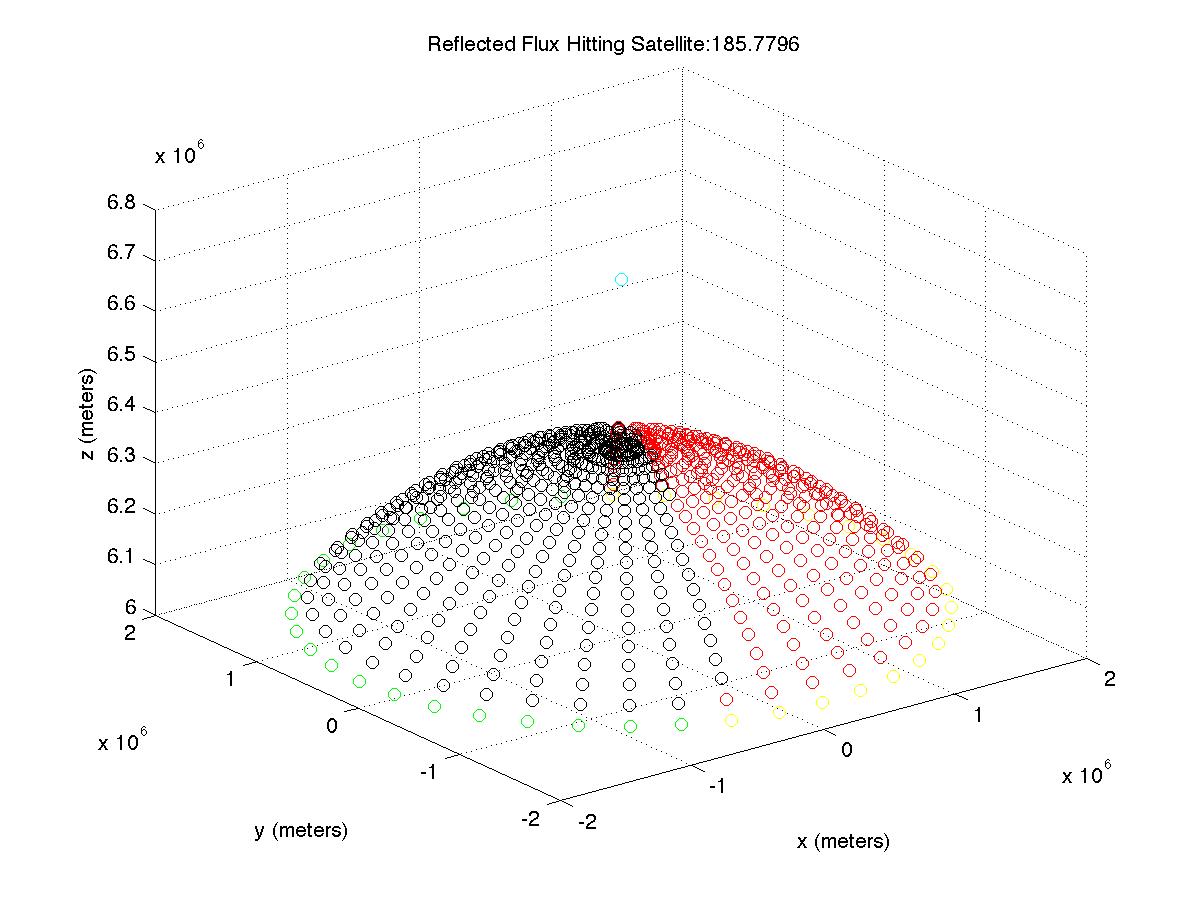 Reflected Flux Hitting Satellite:185.7796
x 10^6
6.8
6.7
6.6
6.5
6.4
6.3
6.2
6.1
6
z (meters)
2
1
0
-1
-2
x 10^6
y (meters)
-2
-1
0
1
2
x 10^6
x (meters)